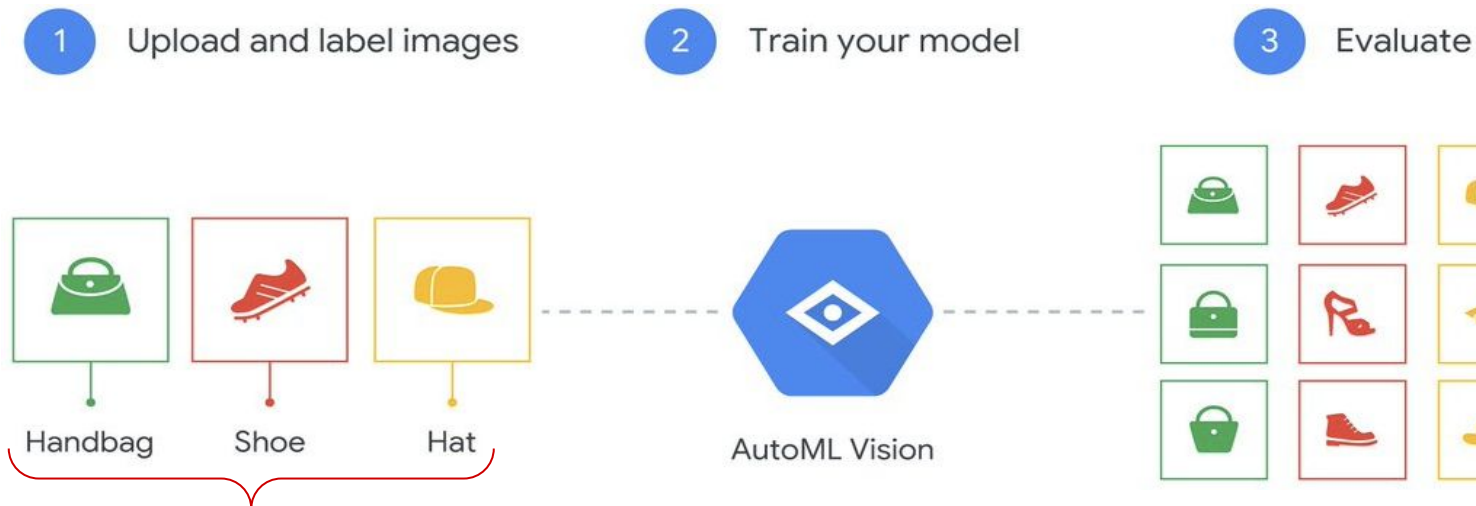 1 Upload and label images
2 Train your model
3 Evaluate
Handbag
Shoe
Hat
AutoML Vision